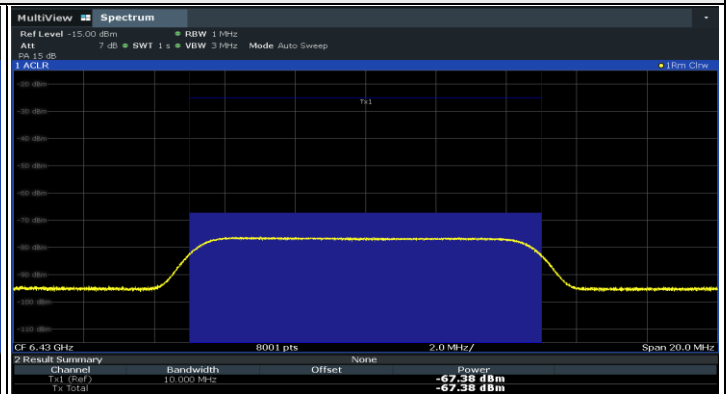 MultiView Spectrum
Ref Level -15.00 dBm RBW 1 MHz
Att 7 dB SWT 1 s VBW 3 MHz Mode Auto Sweep
PA 15 dB
1 ACLR 1Rm Clrw
-20 dBm
Tx1
-30 dBm
-40 dBm
-50 dBm
-60 dBm
-70 dBm
-80 dBm
-90 dBm
-100 dBm
-110 dBm
CF 6.43 GHz 8001 pts 2.0 MHz/ Span 20.0 MHz
2 Result Summary None
Channel Bandwidth Offset Power
Tx1 (Ref) 10.000 MHz -67.38 dBm
Tx Total -67.38 dBm